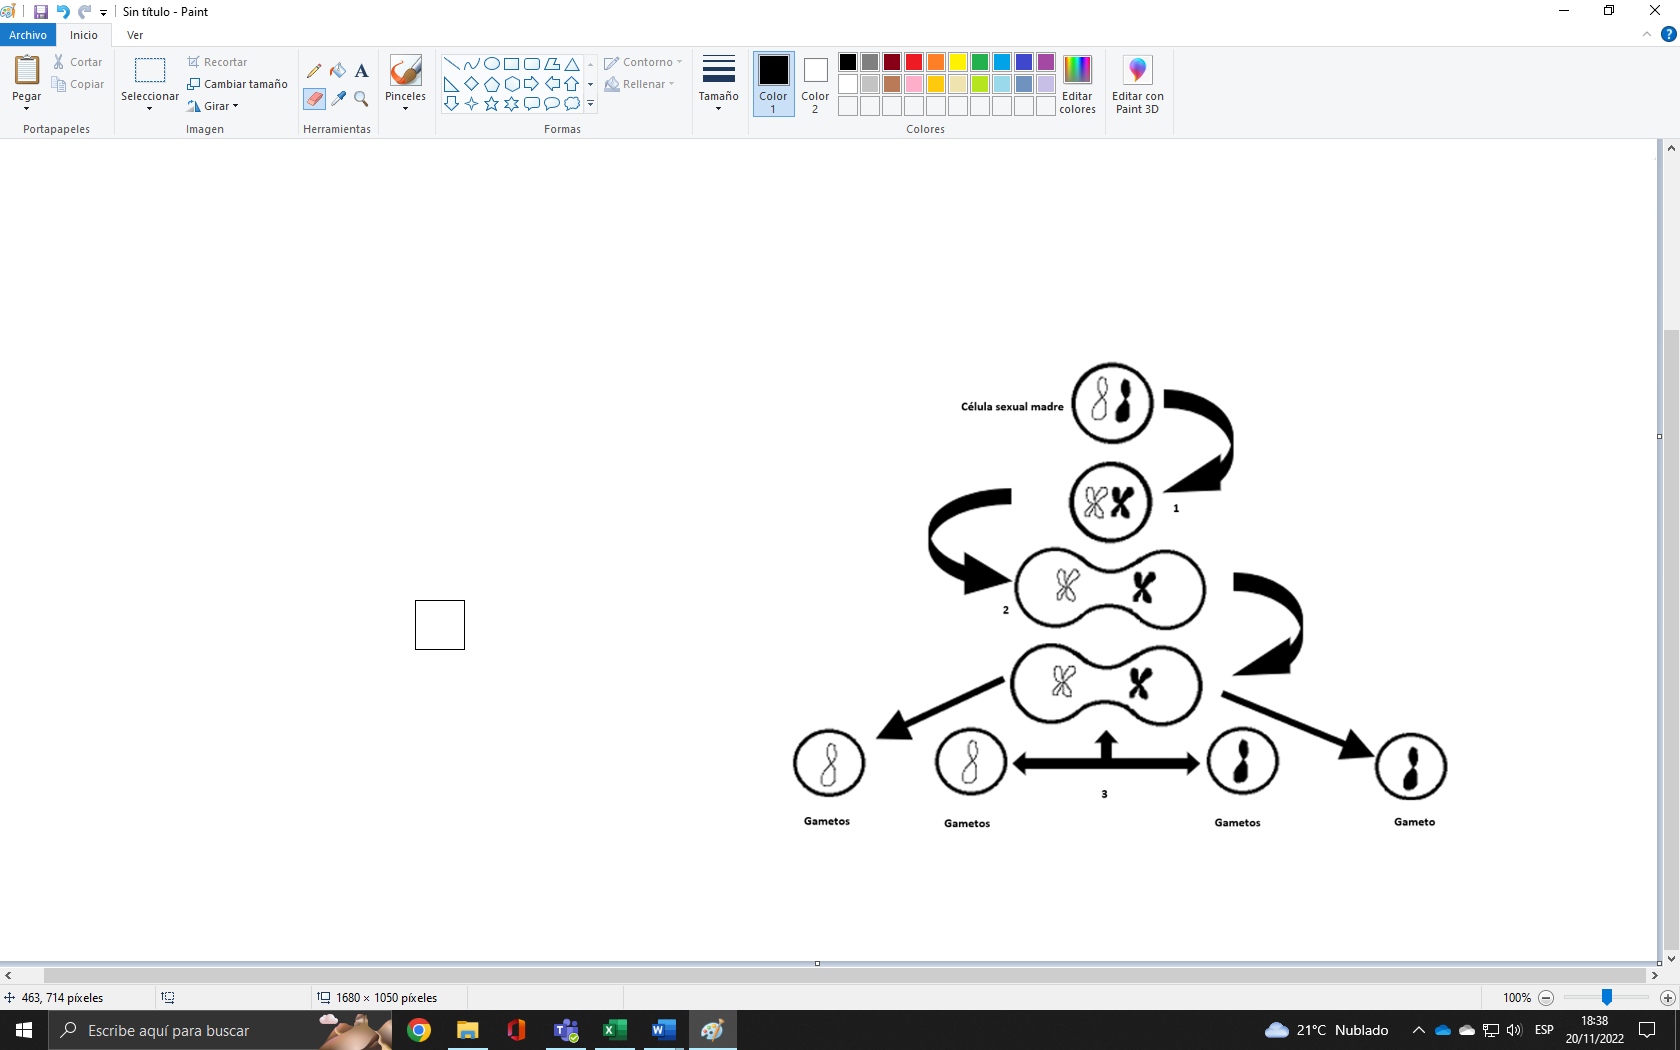 Sin título - Paint
Archivo Inicio Ver
Pegar
Cortar
Copiar
Portapapeles
Seleccionar
Recortar
Cambiar tamaño
Girar
Imagen
A
Herramientas
Pinceles
Contorno
Rellenar
Formas
Tamaño
Color
1
Color
2
Editar
colores
Colores
Editar con
Paint 3D
Célula sexual madre
1
2
3
Gametos
Gametos
Gametos
Gameto
463, 714 píxeles
1680 × 1050 píxeles
100%
Escribe aquí para buscar
21°C Nublado
ESP
18:38
20/11/2022